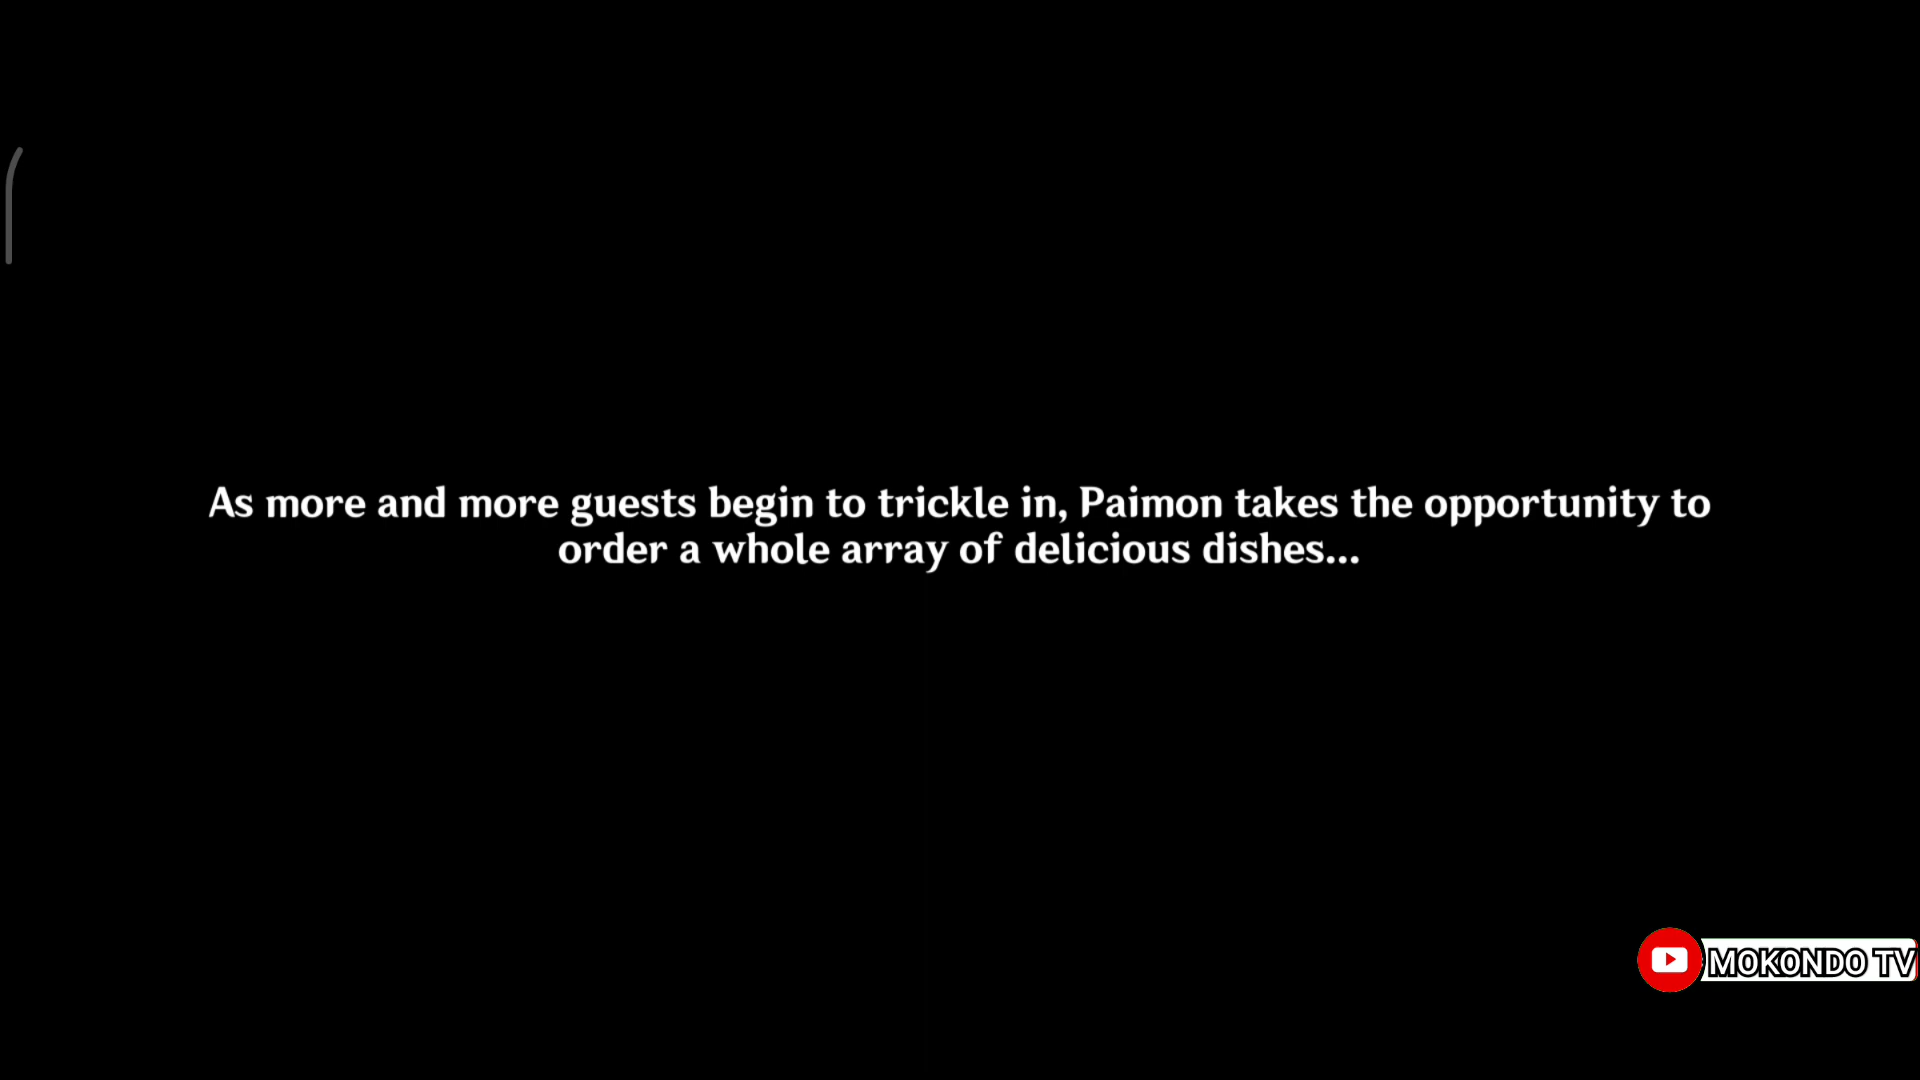 As more and more guests begin to trickle in, Paimon takes the opportunity to
order a whole array of delicious dishes...
MOKONDO TV